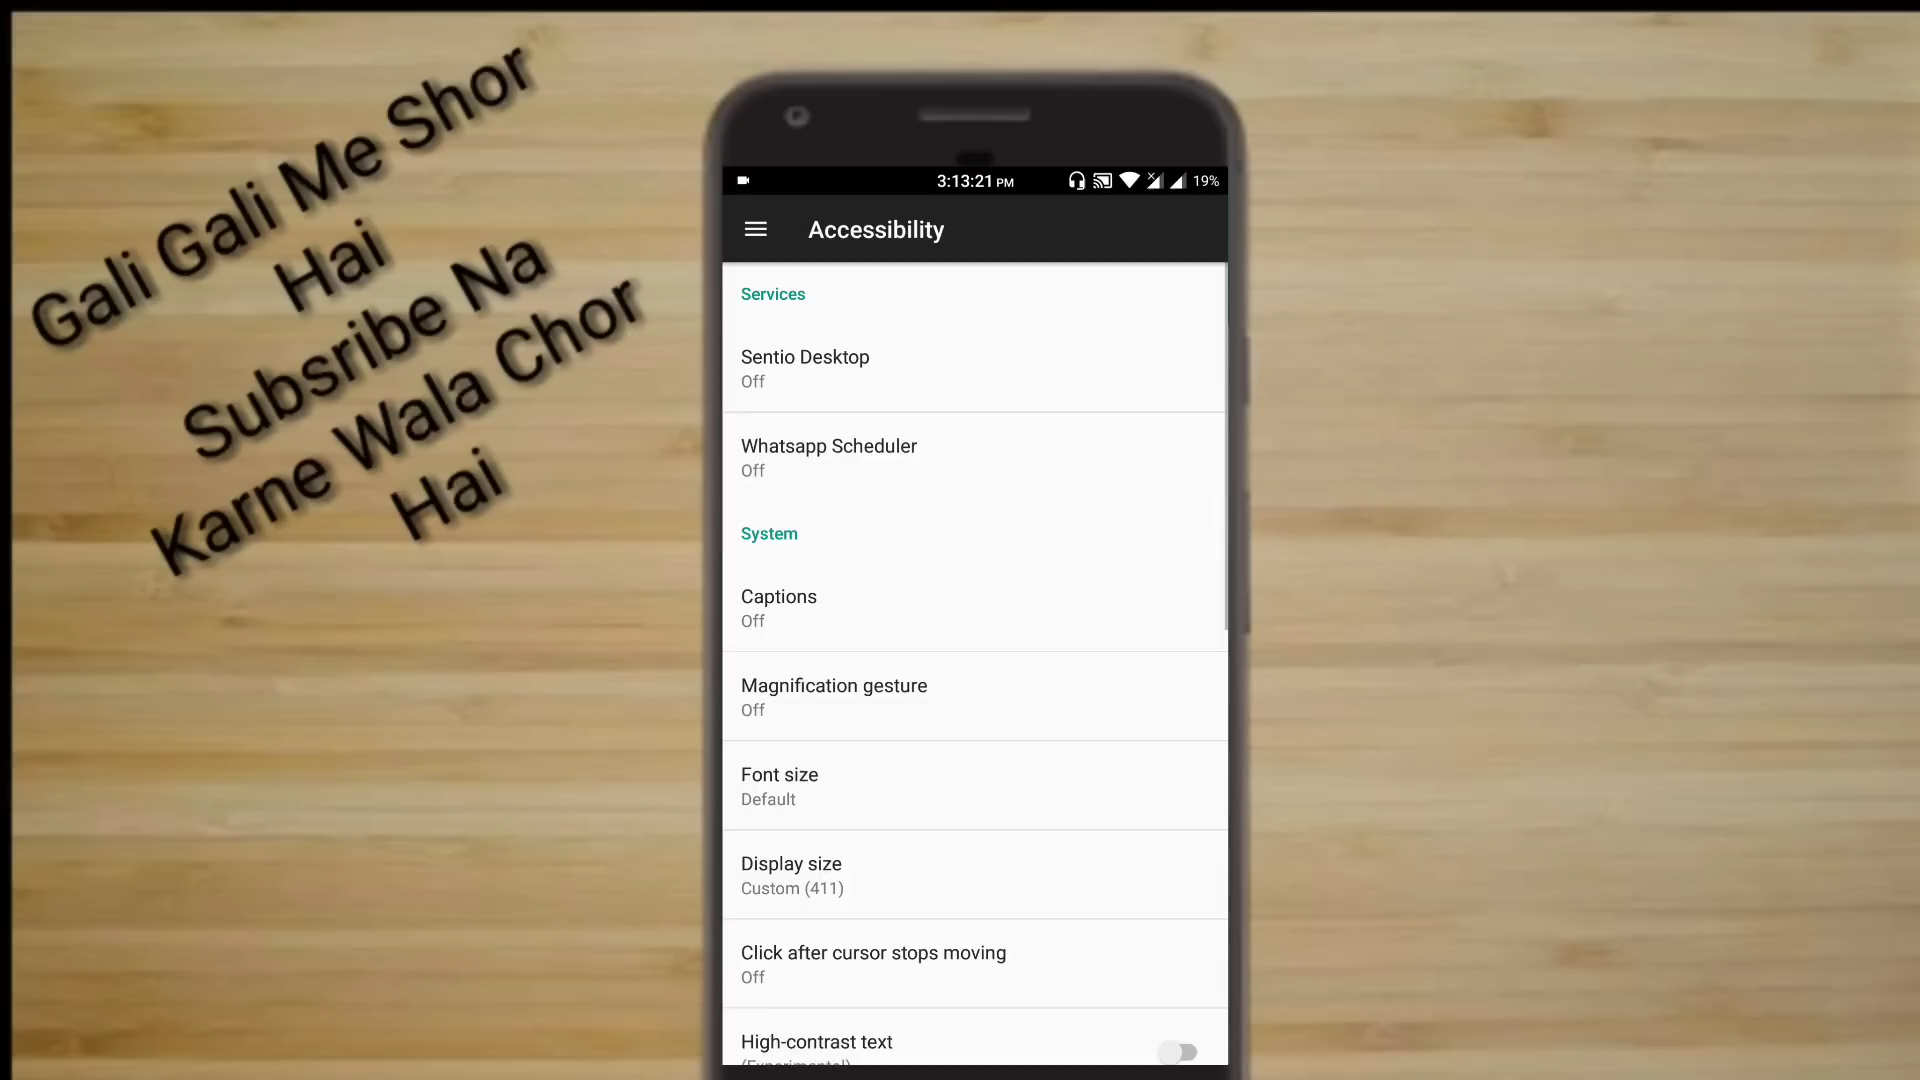 Gali Gali Me Shor
Hai
Subsribe Na
Karne Wala Chor
Hai
3:13:21 PM
19%
Accessibility
Services
Sentio Desktop
Off
Whatsapp Scheduler
Off
System
Captions
Off
Magnification gesture
Off
Font size
Default
Display size
Custom (411)
Click after cursor stops moving
Off
High-contrast text
(Experimental)